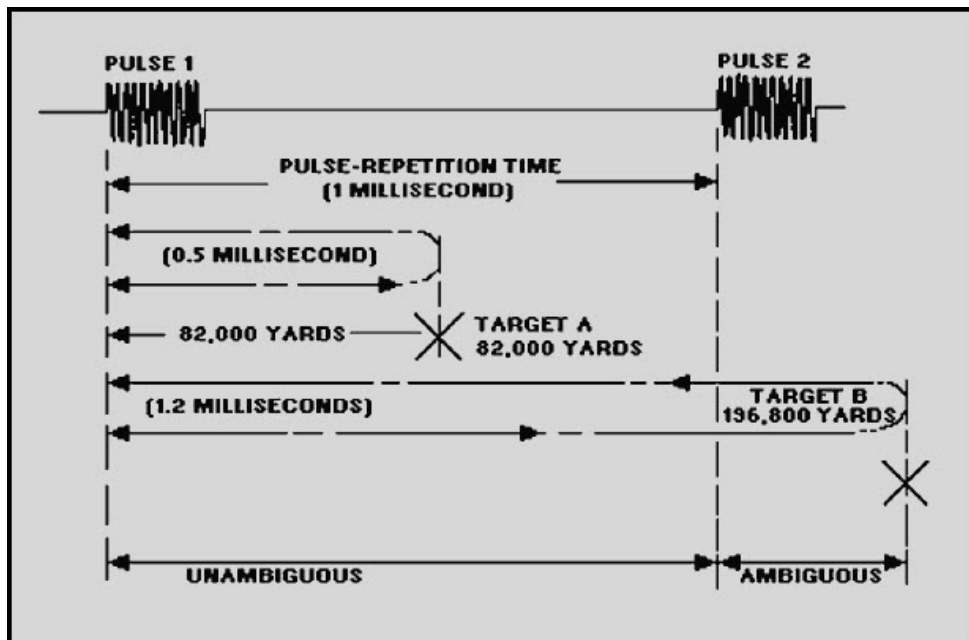 PULSE 1
PULSE 2
PULSE-REPETITION TIME
(1 MILLISECOND)
(0.5 MILLISECOND)
82,000 YARDS
TARGET A
82,000 YARDS
(1.2 MILLISECONDS)
TARGET B
196,800 YARDS
UNAMBIGUOUS
AMBIGUOUS